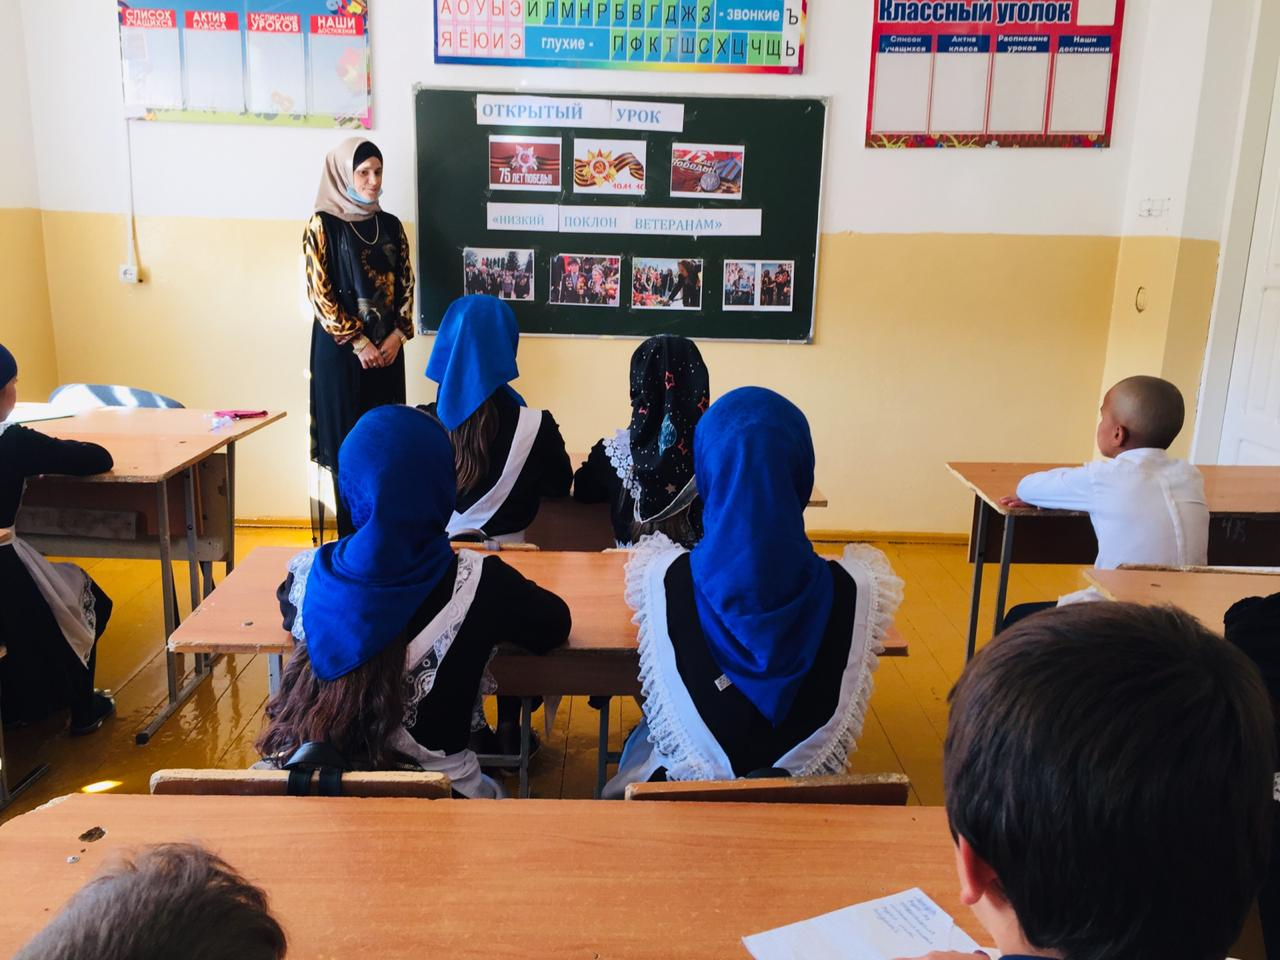 СПИСОК УЧАЩИХСЯ
АКТИВ КЛАССА
РАСПИСАНИЕ УРОКОВ
НАШИ ДОСТИЖЕНИЯ
А О У Ы Э Й Л М Н Р Б В Г Д Ж З - звонкие Ъ
Я Ё Ю И Э глухие - П Ф К Т Ш С Х Ц Ч Щ Ь
Классный уголок
Список учащихся
Актив класса
Расписание уроков
Наши достижения
ОТКРЫТЫЙ УРОК
75 ЛЕТ ПОБЕДЫ!
«НИЗКИЙ ПОКЛОН ВЕТЕРАНАМ»